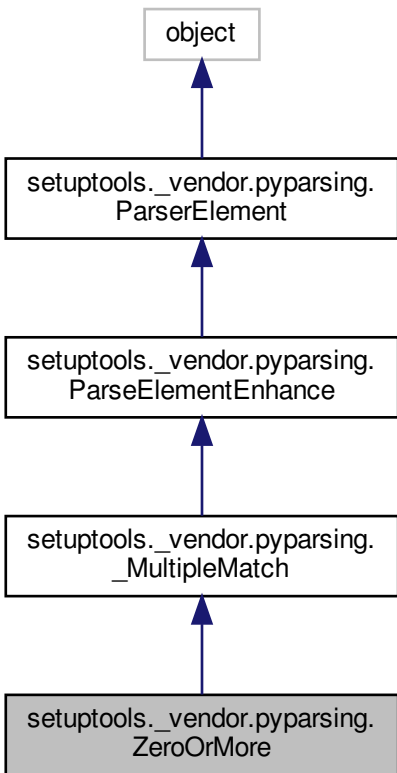 object
setuptools._vendor.pyparsing.
ParserElement
setuptools._vendor.pyparsing.
ParseElementEnhance
setuptools._vendor.pyparsing.
_MultipleMatch
setuptools._vendor.pyparsing.
ZeroOrMore